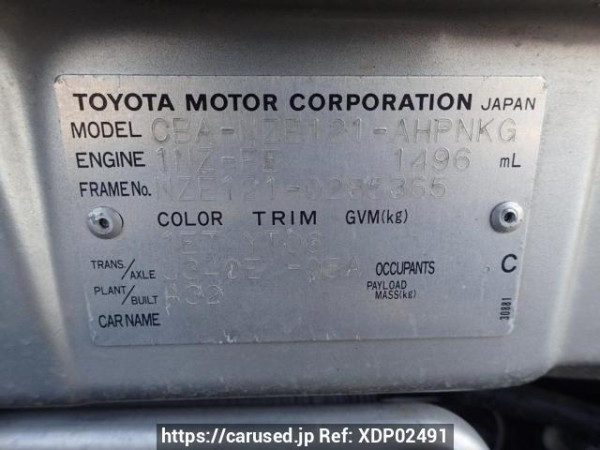 TOYOTA MOTOR CORPORATION JAPAN
MODEL CBA-NZE121-AHPNKG
ENGINE 1NZ-FE 1496 mL
FRAME No. NZE121-
COLOR TRIM GVM(kg)
TRANS./AXLE OCCUPANTS C
PLANT/BUILT PAYLOAD MASS(kg)
CAR NAME
30881
https://carused.jp Ref: XDP02491